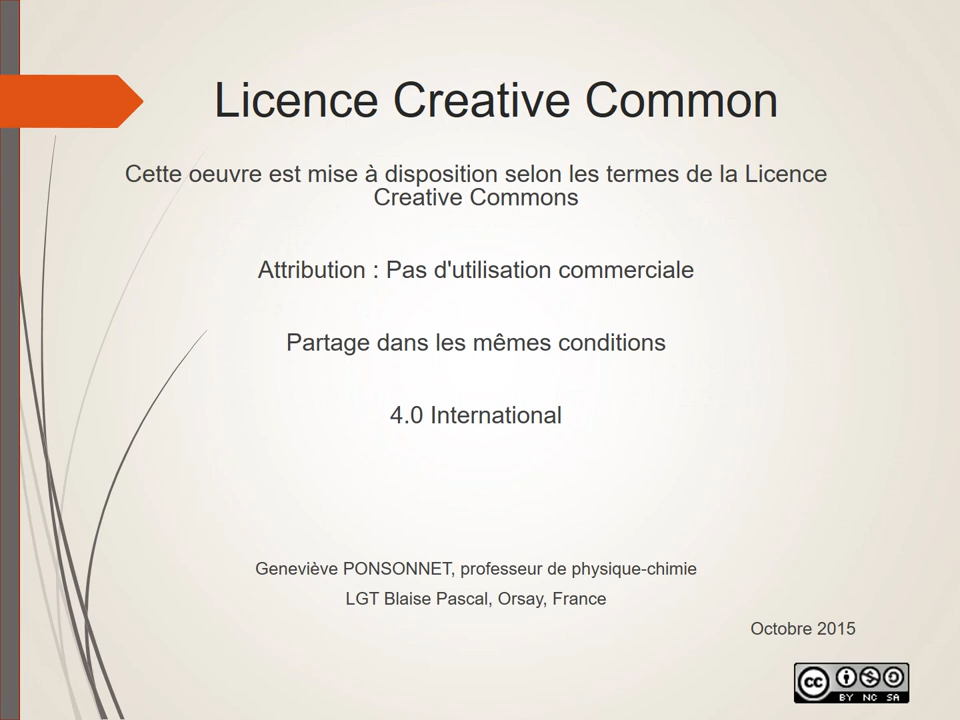 Licence Creative Common
Cette oeuvre est mise à disposition selon les termes de la Licence
Creative Commons
Attribution : Pas d'utilisation commerciale
Partage dans les mêmes conditions
4.0 International
Geneviève PONSONNET, professeur de physique-chimie
LGT Blaise Pascal, Orsay, France
Octobre 2015
cc
BY NC SA